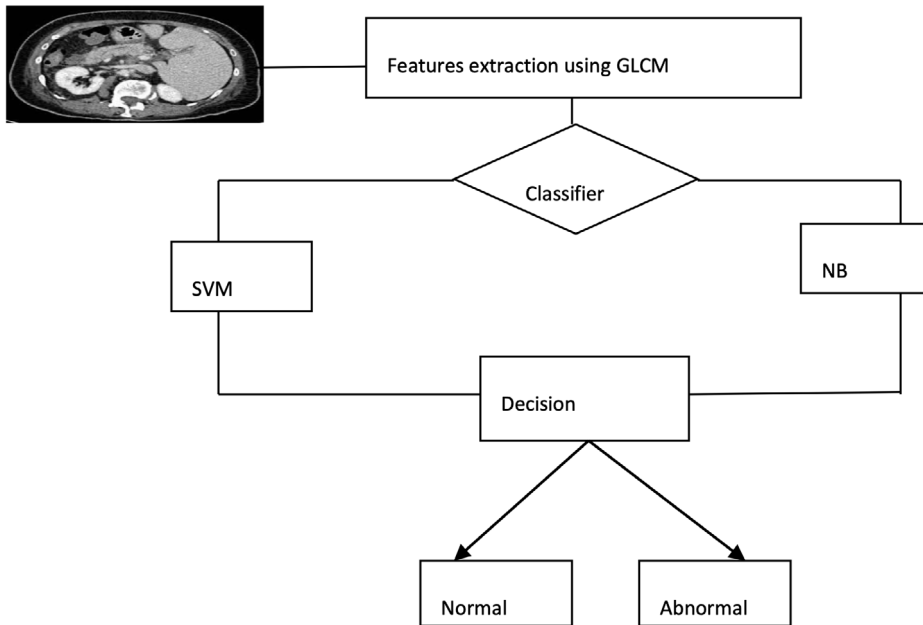 Features extraction using GLCM
Classifier
SVM
NB
Decision
Normal
Abnormal